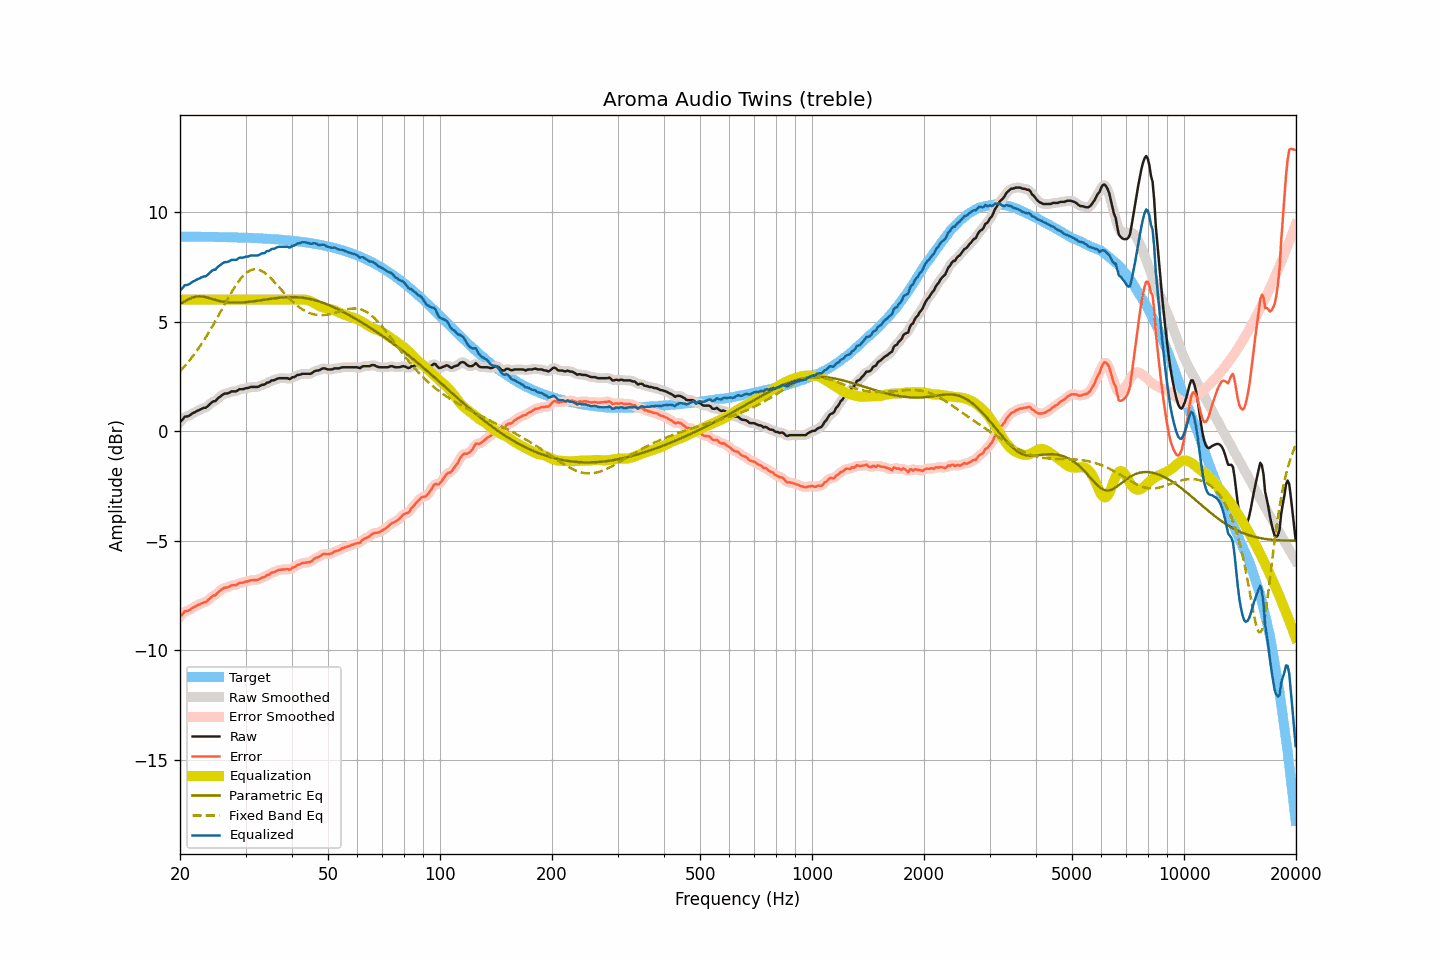 Aroma Audio Twins (treble)
Amplitude (dBr)
10
5
0
−5
−10
−15
Target
Raw Smoothed
Error Smoothed
Raw
Error
Equalization
Parametric Eq
Fixed Band Eq
Equalized
20 50 100 200 500 1000 2000 5000 10000 20000
Frequency (Hz)